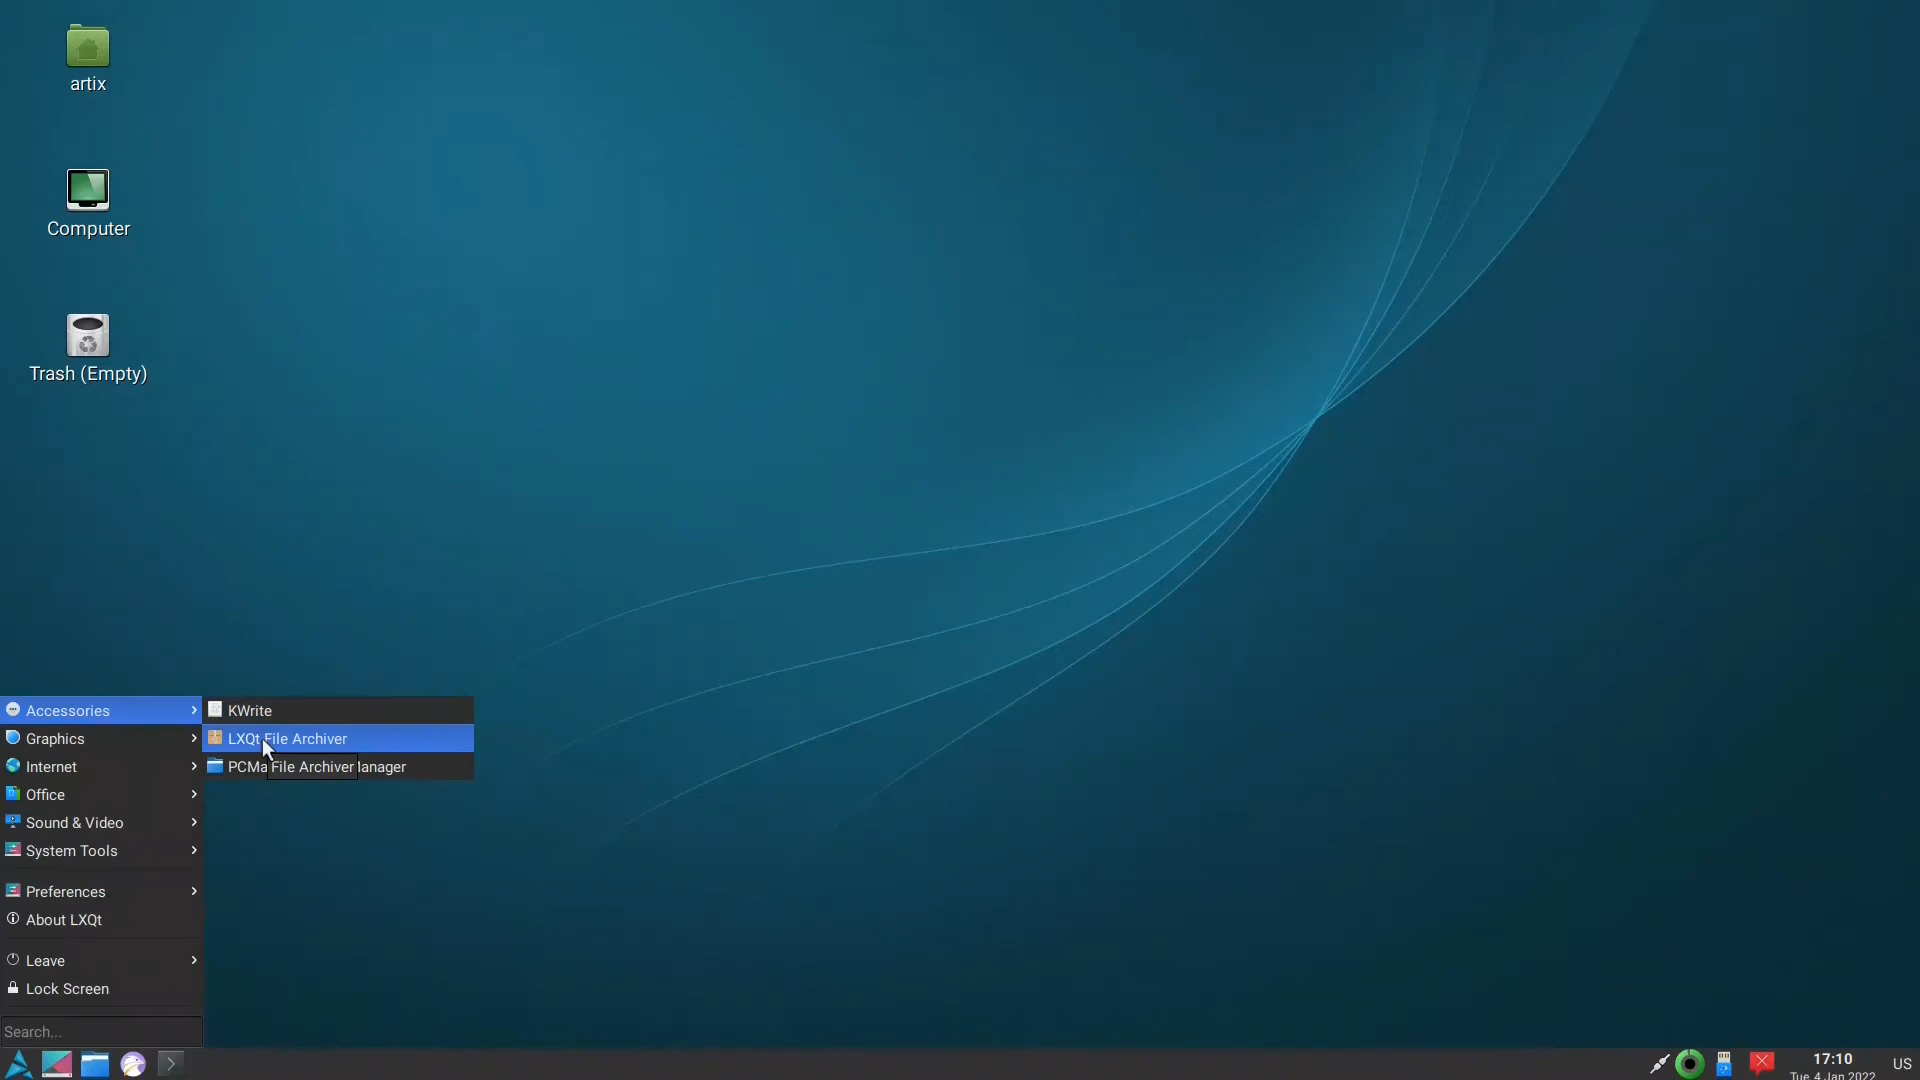 artix
Computer
Trash (Empty)
Accessories
Graphics
Internet
Office
Sound & Video
System Tools
Preferences
About LXQt
Leave
Lock Screen
Search...
KWrite
LXQt File Archiver
PCMa
anager
File Archiver
17:10
Tue 4 Jan 2022
US